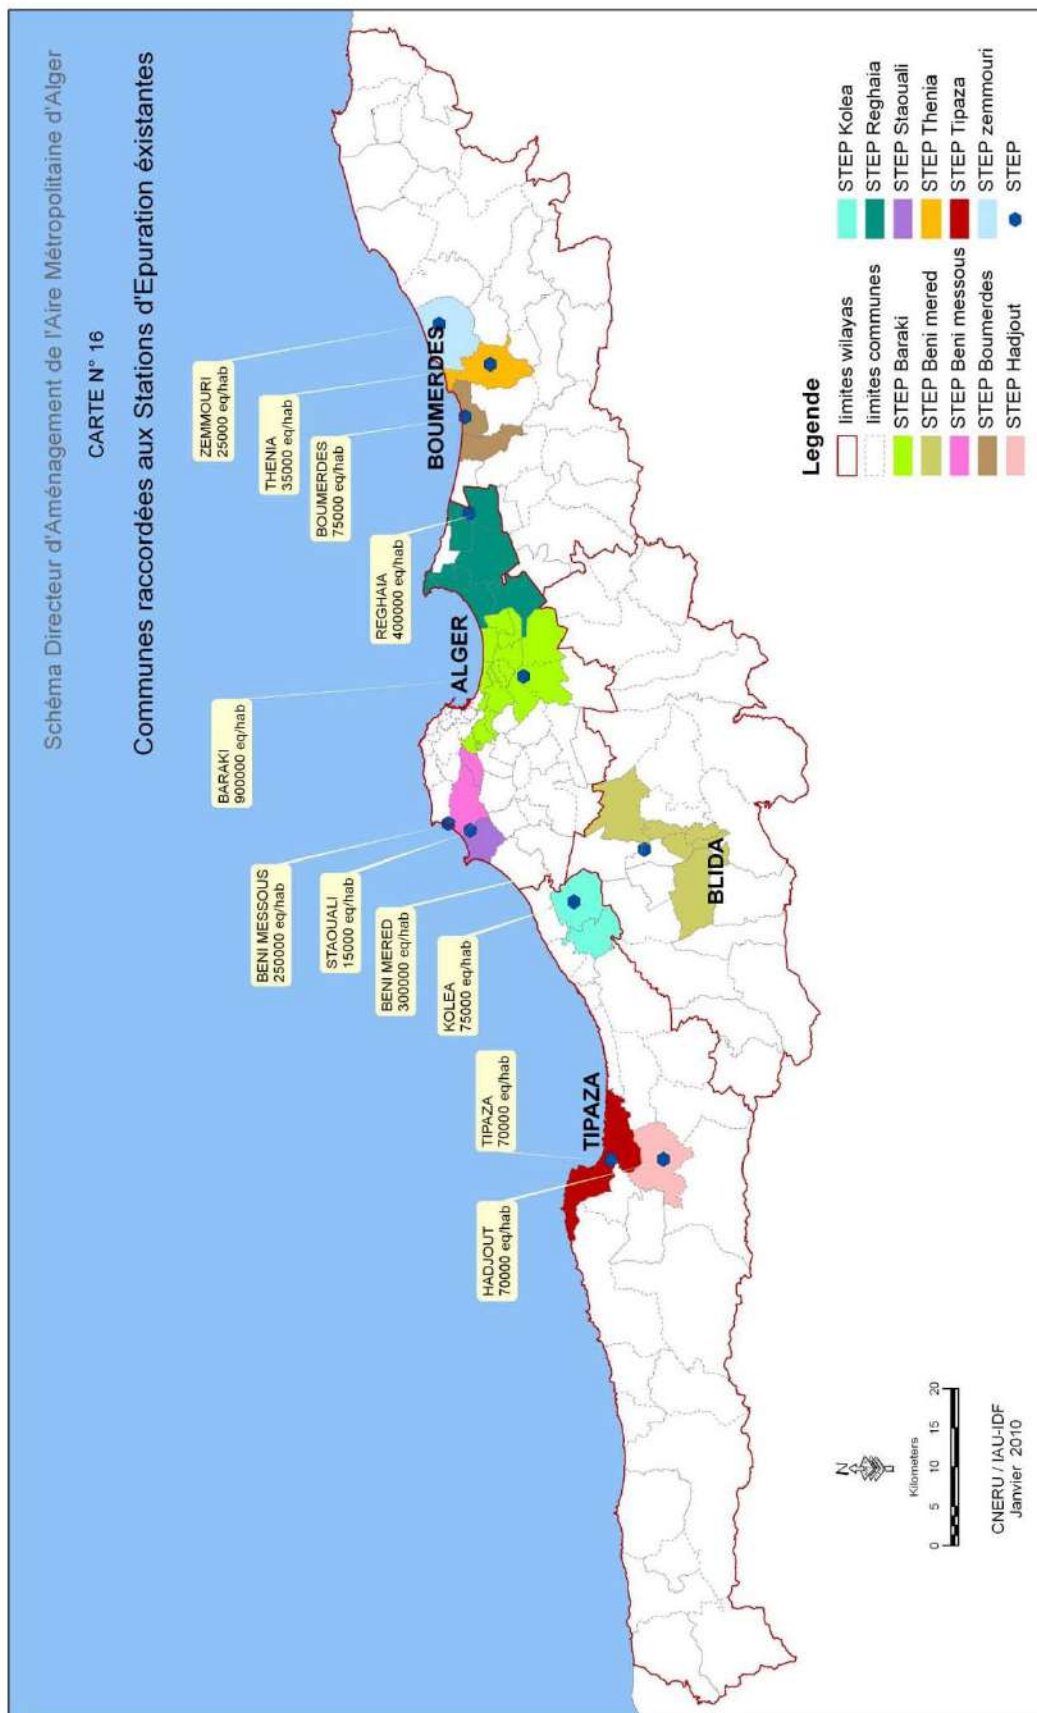 Schéma Directeur d'Aménagement de l'Aire Métropolitaine d'Alger
CARTE N° 16
Communes raccordées aux Stations d'Epuration éxistantes
ZEMMOURI
25000 eq/hab
THENIA
35000 eq/hab
BOUMERDES
75000 eq/hab
REGHAIA
400000 eq/hab
BARAKI
900000 eq/hab
BENI MESSOUS
250000 eq/hab
STAOUALI
15000 eq/hab
BENI MERED
300000 eq/hab
KOLEA
75000 eq/hab
TIPAZA
70000 eq/hab
HADJOUT
70000 eq/hab
BOUMERDES
ALGER
BLIDA
TIPAZA
Legende
limites wilayas
limites communes
STEP Baraki
STEP Beni mered
STEP Beni messous
STEP Boumerdes
STEP Hadjout
STEP Kolea
STEP Reghaia
STEP Staouali
STEP Thenia
STEP Tipaza
STEP zemmouri
STEP
N
Kilometers
0 5 10 15 20
CNERU / IAU-IDF
Janvier 2010